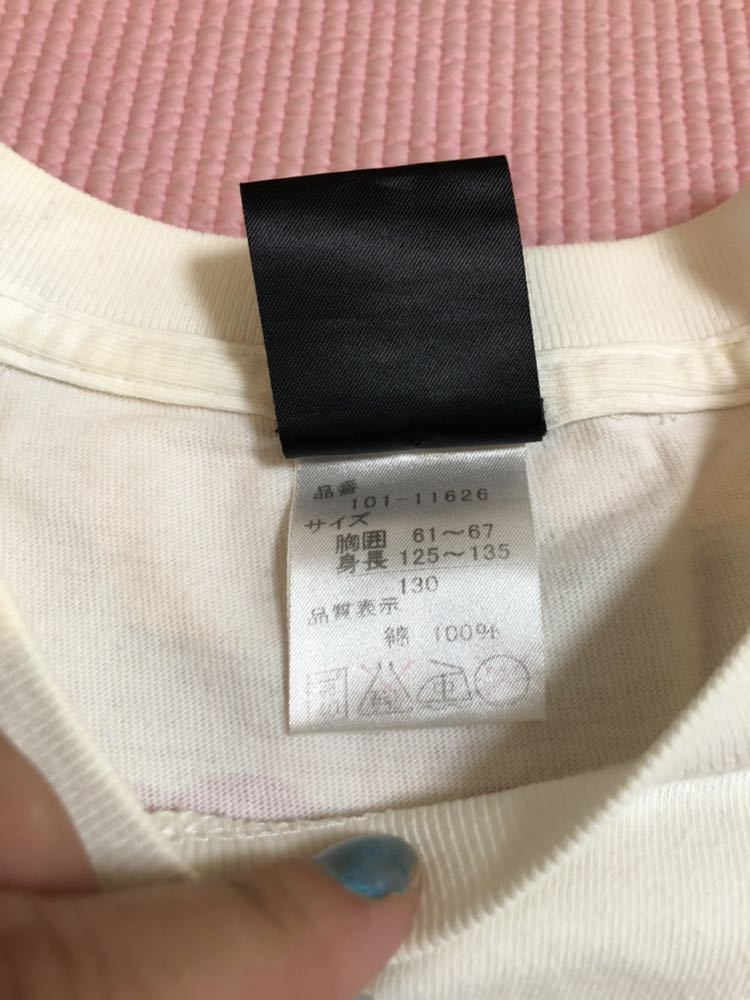 品番
101-11626
サイズ
胸囲 61～67
身長 125～135
130
品質表示
綿 100%